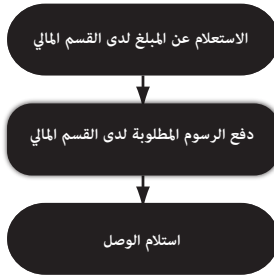 الاستعلام عن المبلغ لدى القسم المالي
دفع الرسوم المطلوبة لدى القسم المالي
استلام الوصل